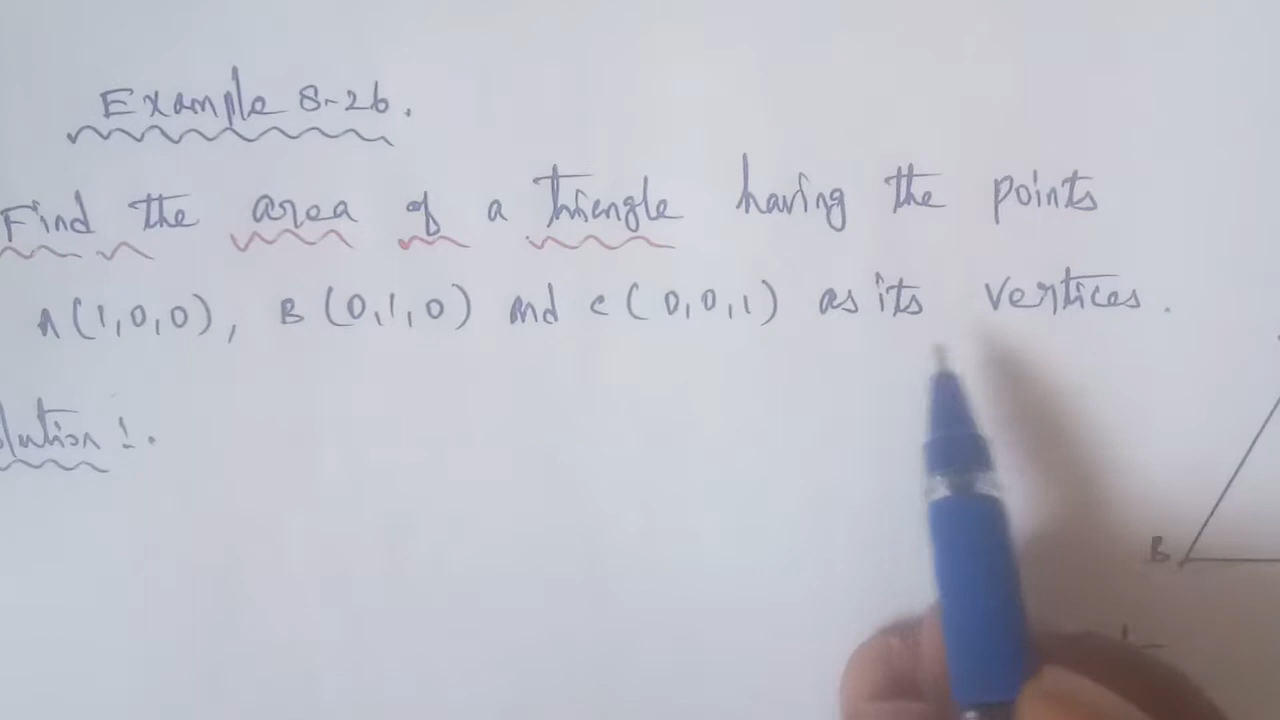 Example 8.26.
Find the area of a triangle having the points
A(1,0,0), B(0,1,0) and C(0,0,1) as its vertices.
lution :.
B